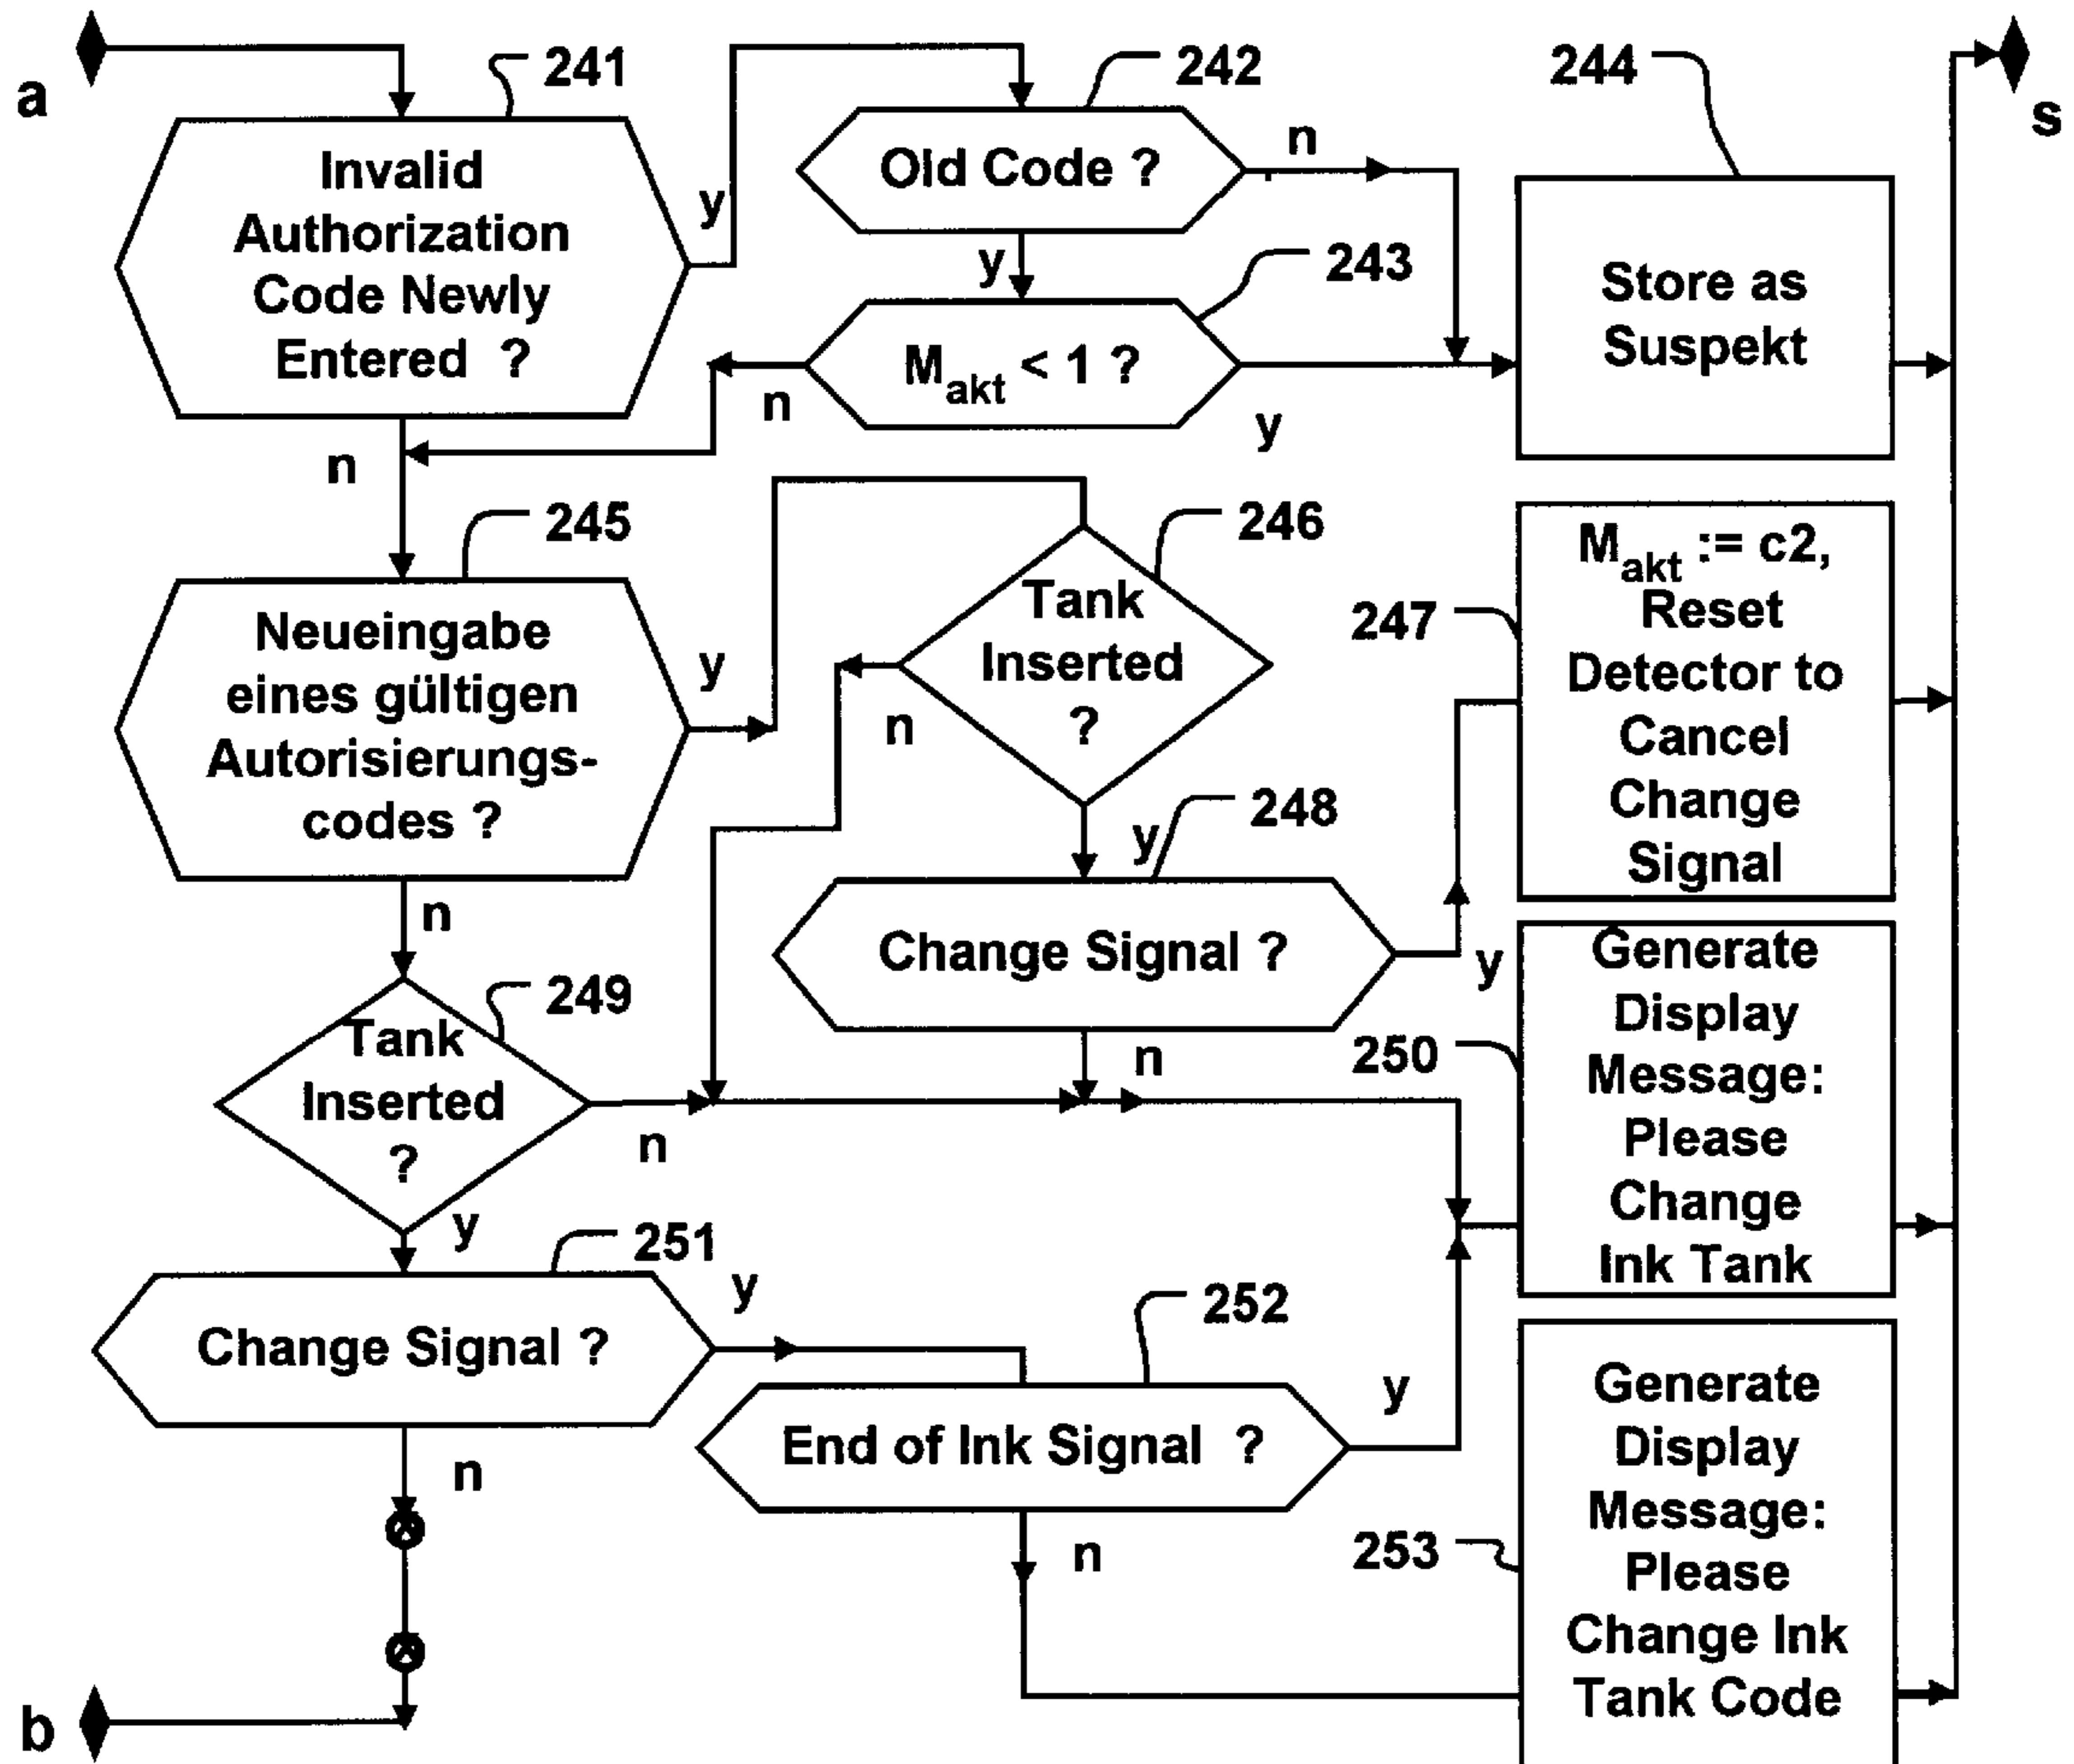 a
241
242
244
s
Invalid
Authorization
Code Newly
Entered ?
y
Old Code ?
n
y
243
M_akt < 1 ?
n
y
Store as
Suspekt
n
245
246
247
Neueingabe
eines gültigen
Autorisierungs-
codes ?
y
Tank
Inserted
?
n
y
M_akt := c2,
Reset
Detector to
Cancel
Change
Signal
248
Change Signal ?
y
n
n
249
Tank
Inserted
?
n
y
250
Generate
Display
Message:
Please
Change
Ink Tank
251
Change Signal ?
y
n
252
End of Ink Signal ?
y
n
253
Generate
Display
Message:
Please
Change Ink
Tank Code
b